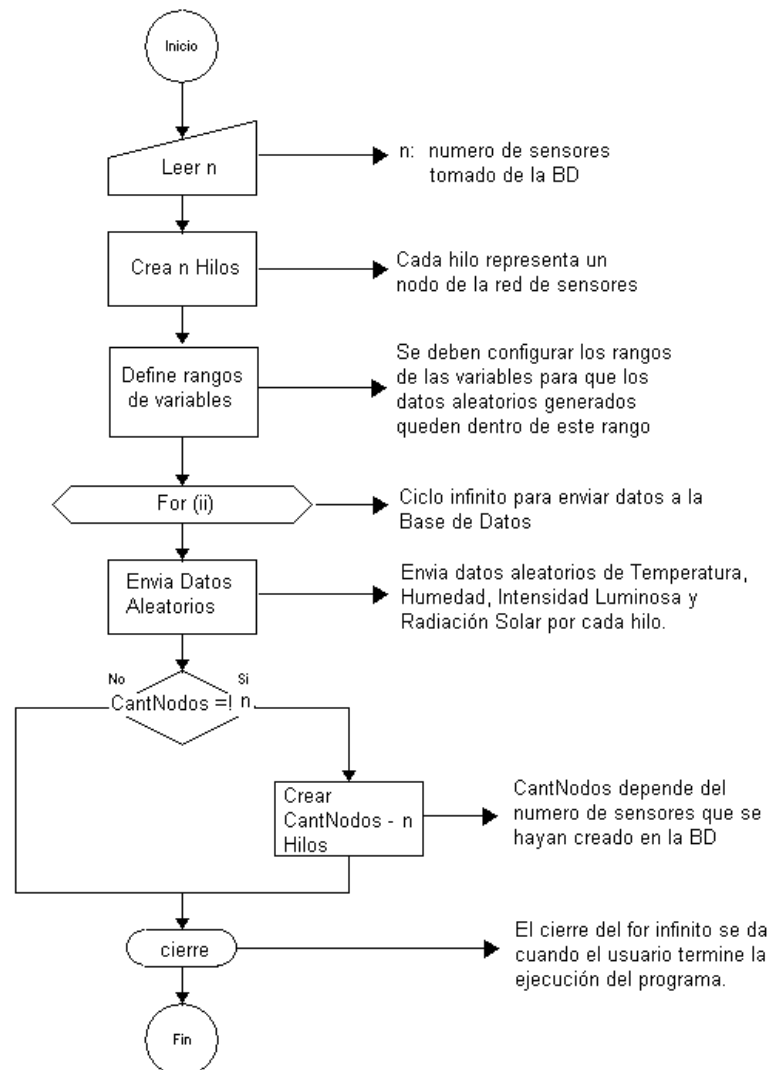 Inicio
Leer n
n: numero de sensores
tomado de la BD
Crea n Hilos
Cada hilo representa un
nodo de la red de sensores
Define rangos
de variables
Se deben configurar los rangos
de las variables para que los
datos aleatorios generados
queden dentro de este rango
For (ii)
Ciclo infinito para enviar datos a la
Base de Datos
Envia Datos
Aleatorios
Envia datos aleatorios de Temperatura,
Humedad, Intensidad Luminosa y
Radiación Solar por cada hilo.
No
Si
CantNodos =! n
Crear
CantNodos - n
Hilos
CantNodos depende del
numero de sensores que se
hayan creado en la BD
cierre
El cierre del for infinito se da
cuando el usuario termine la
ejecución del programa.
Fin